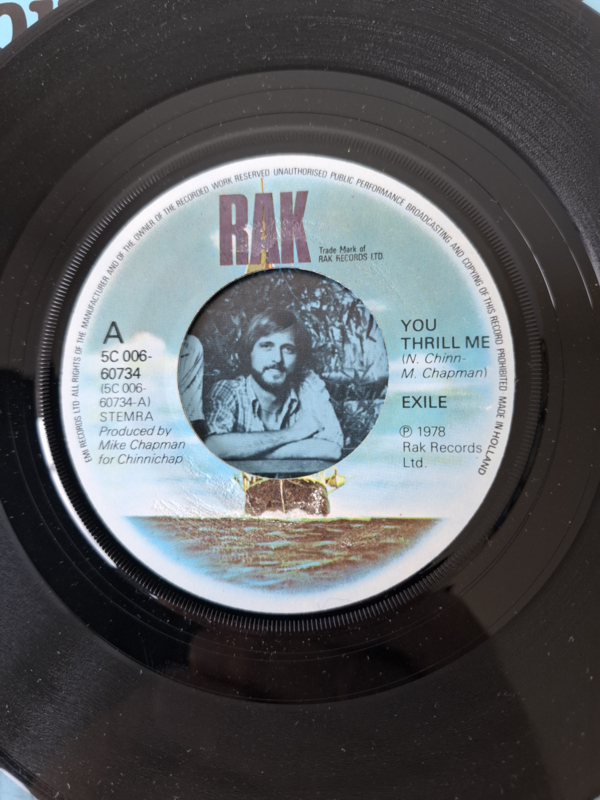 EMI RECORDS LTD ALL RIGHTS OF THE MANUFACTURER AND OF THE OWNER OF THE RECORDED WORK RESERVED UNAUTHORISED PUBLIC PERFORMANCE BROADCASTING AND COPYING OF THIS RECORD PROHIBITED MADE IN HOLLAND
RAK
Trade Mark of
RAK RECORDS LTD.
A
5C 006-
60734
(5C 006-
60734-A)
STEMRA
Produced by
Mike Chapman
for Chinnichap
YOU
THRILL ME
(N. Chinn-
M. Chapman)
EXILE
Ⓟ 1978
Rak Records
Ltd.